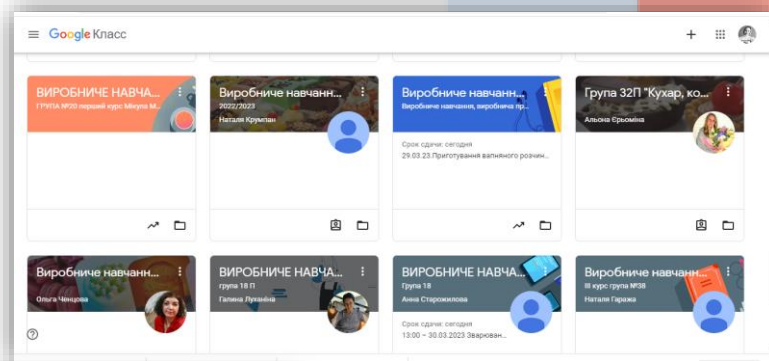 Google Класс
ВИРОБНИЧЕ НАВЧА...
ГРУПА №20 перший курс Мікула М...
Виробниче навчанн...
2022/2023
Наталя Крумпан
Виробниче навчанн...
Виробниче навчання, виробнича пр...
Срок сдачи: сегодня
29.03.23 Приготування вапняного розчин...
Група 32П "Кухар, ко...
Альона Єрьоміна
Виробниче навчанн...
Ольга Ченцова
ВИРОБНИЧЕ НАВЧА...
група 18 П
Галина Луханіна
ВИРОБНИЧЕ НАВЧА...
Група 18
Анна Старожилова
Срок сдачи: сегодня
13:00 – 30.03.2023 Зварюван...
Виробниче навчанн...
III курс група №38
Наталя Гаража